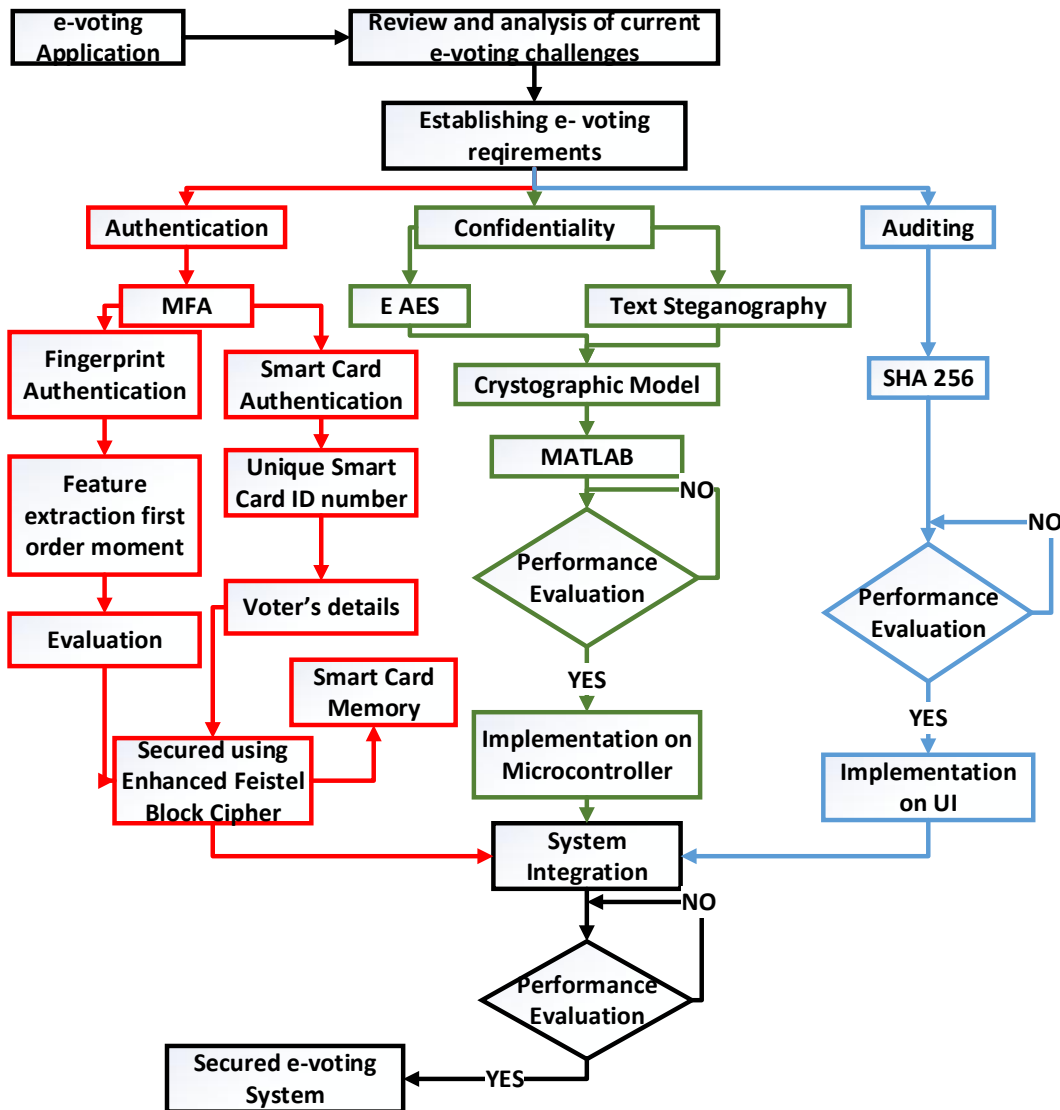 e-voting
Application
Review and analysis of current
e-voting challenges
Establishing e- voting
reqirements
Authentication
Confidentiality
Auditing
MFA
E AES
Text Steganography
Fingerprint
Authentication
Smart Card
Authentication
Crystographic Model
SHA 256
MATLAB
Unique Smart
Card ID number
NO
Feature
extraction first
order moment
NO
Performance
Evaluation
Voter's details
Performance
Evaluation
Evaluation
YES
Smart Card
Memory
YES
Secured using
Enhanced Feistel
Block Cipher
Implementation on
Microcontroller
Implementation
on UI
System
Integration
NO
Performance
Evaluation
YES
Secured e-voting
System